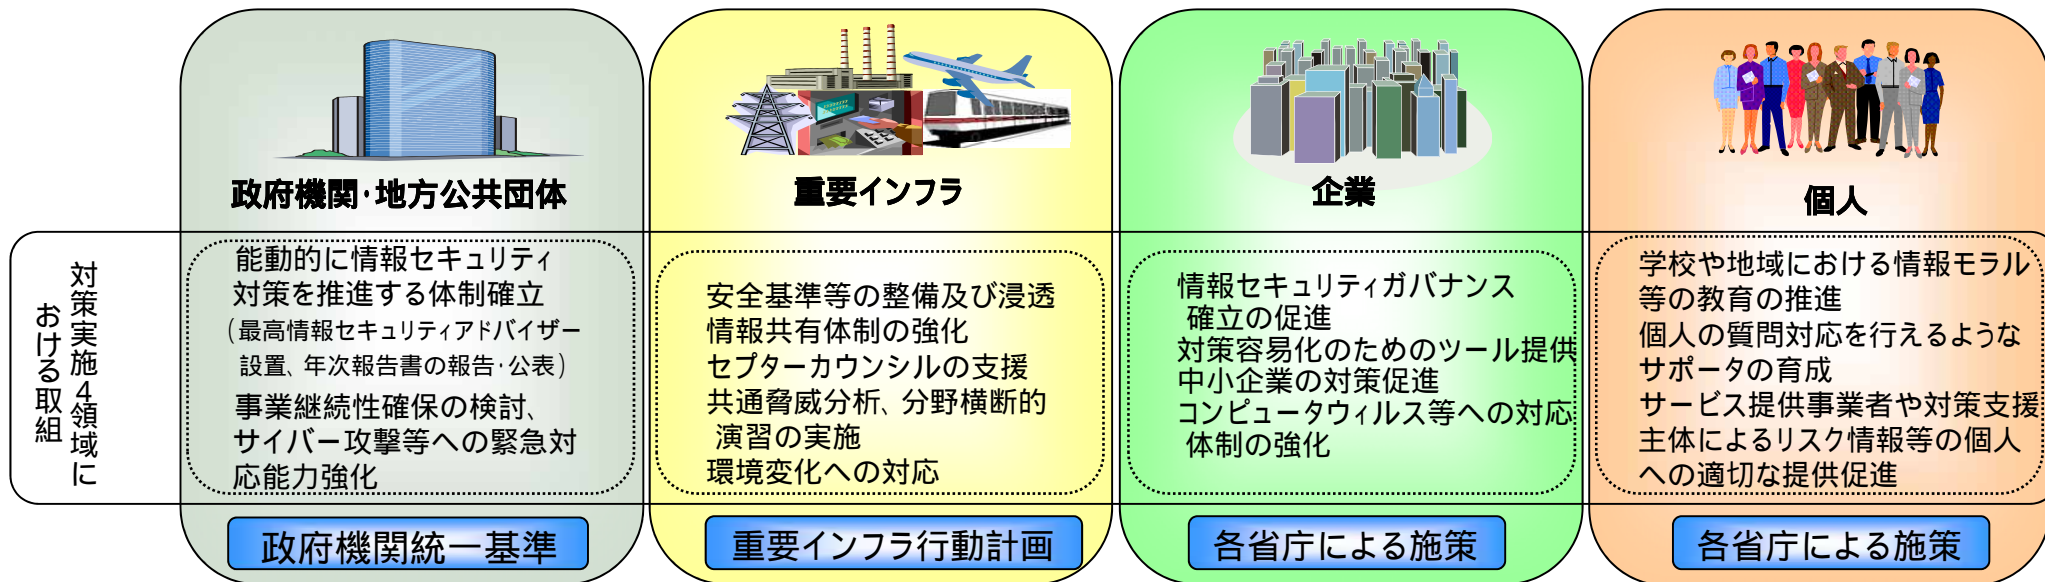 政府機関・地方公共団体
重要インフラ
企業
個人
対策実施4領域に
おける取組
能動的に情報セキュリティ
対策を推進する体制確立
(最高情報セキュリティアドバイザー
設置、年次報告書の報告・公表)
事業継続性確保の検討、
サイバー攻撃等への緊急対
応能力強化
安全基準等の整備及び浸透
情報共有体制の強化
セプターカウンシルの支援
共通脅威分析、分野横断的
演習の実施
環境変化への対応
情報セキュリティガバナンス
確立の促進
対策容易化のためのツール提供
中小企業の対策促進
コンピュータウィルス等への対応
体制の強化
学校や地域における情報モラル
等の教育の推進
個人の質問対応を行えるような
サポータの育成
サービス提供事業者や対策支援
主体によるリスク情報等の個人
への適切な提供促進
政府機関統一基準
重要インフラ行動計画
各省庁による施策
各省庁による施策